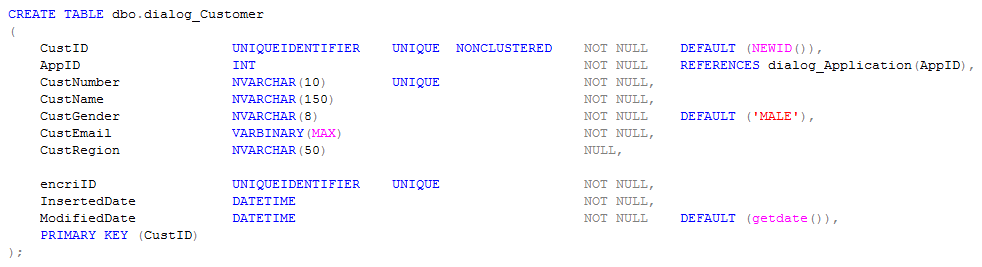 CREATE TABLE dbo.dialog_Customer
(
CustID UNIQUEIDENTIFIER UNIQUE NONCLUSTERED NOT NULL DEFAULT (NEWID()),
AppID INT NOT NULL REFERENCES dialog_Application(AppID),
CustNumber NVARCHAR(10) UNIQUE NOT NULL,
CustName NVARCHAR(150) NOT NULL,
CustGender NVARCHAR(8) NOT NULL DEFAULT ('MALE'),
CustEmail VARBINARY(MAX) NOT NULL,
CustRegion NVARCHAR(50) NULL,
encriID UNIQUEIDENTIFIER UNIQUE NOT NULL,
InsertedDate DATETIME NOT NULL,
ModifiedDate DATETIME NOT NULL DEFAULT (getdate()),
PRIMARY KEY (CustID)
);